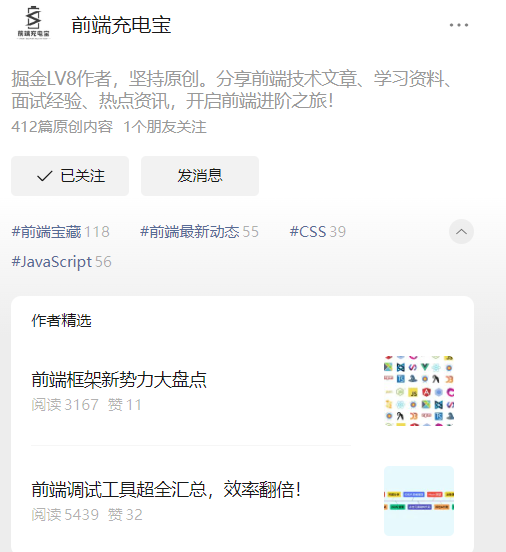 前端充电宝
前端充电宝
掘金LV8作者，坚持原创。分享前端技术文章、学习资料、
面试经验、热点资讯，开启前端进阶之旅！
412篇原创内容 1个朋友关注
已关注
发消息
#前端宝藏 118 #前端最新动态 55 #CSS 39
#JavaScript 56
作者精选
前端框架新势力大盘点
阅读 3167 赞 11
前端调试工具超全汇总，效率翻倍！
阅读 5439 赞 32